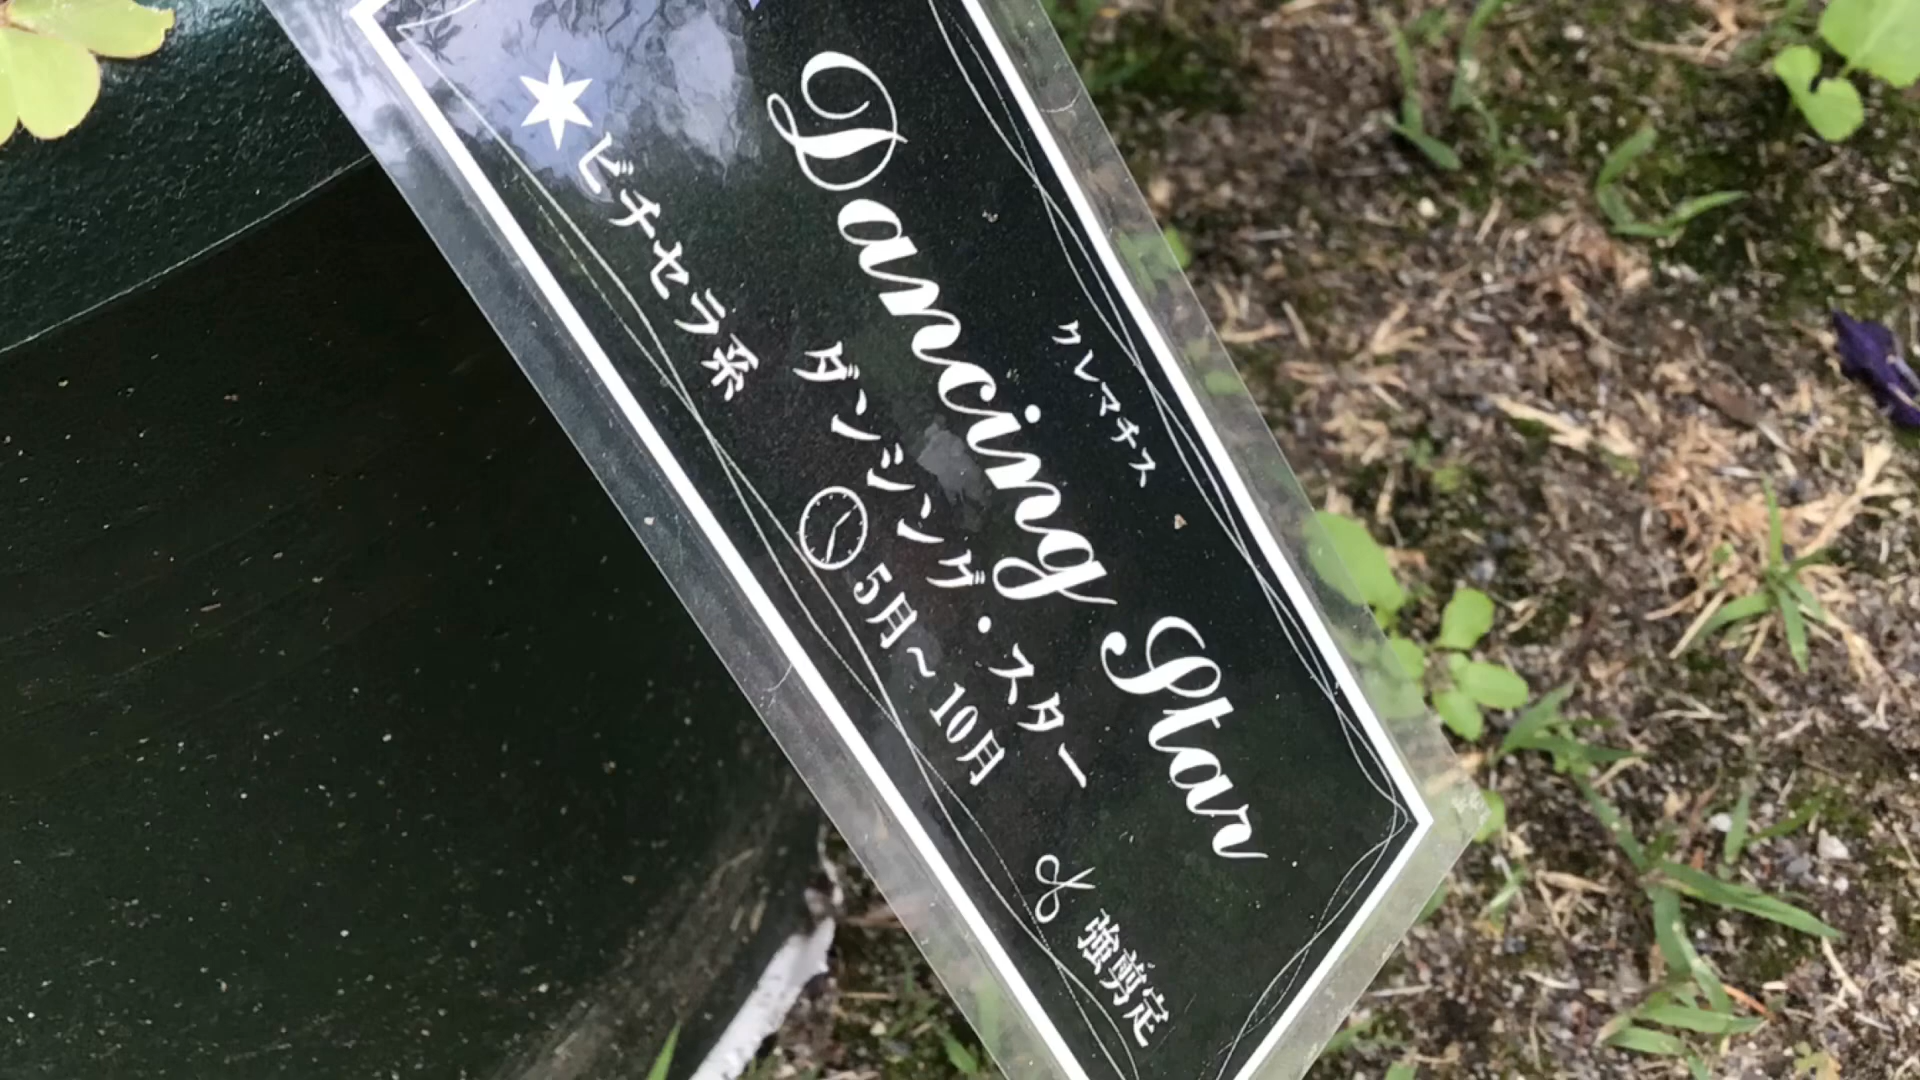 クレマチス
Dancing Star
ダンシング・スター
ビチセラ系
5月～10月
強剪定